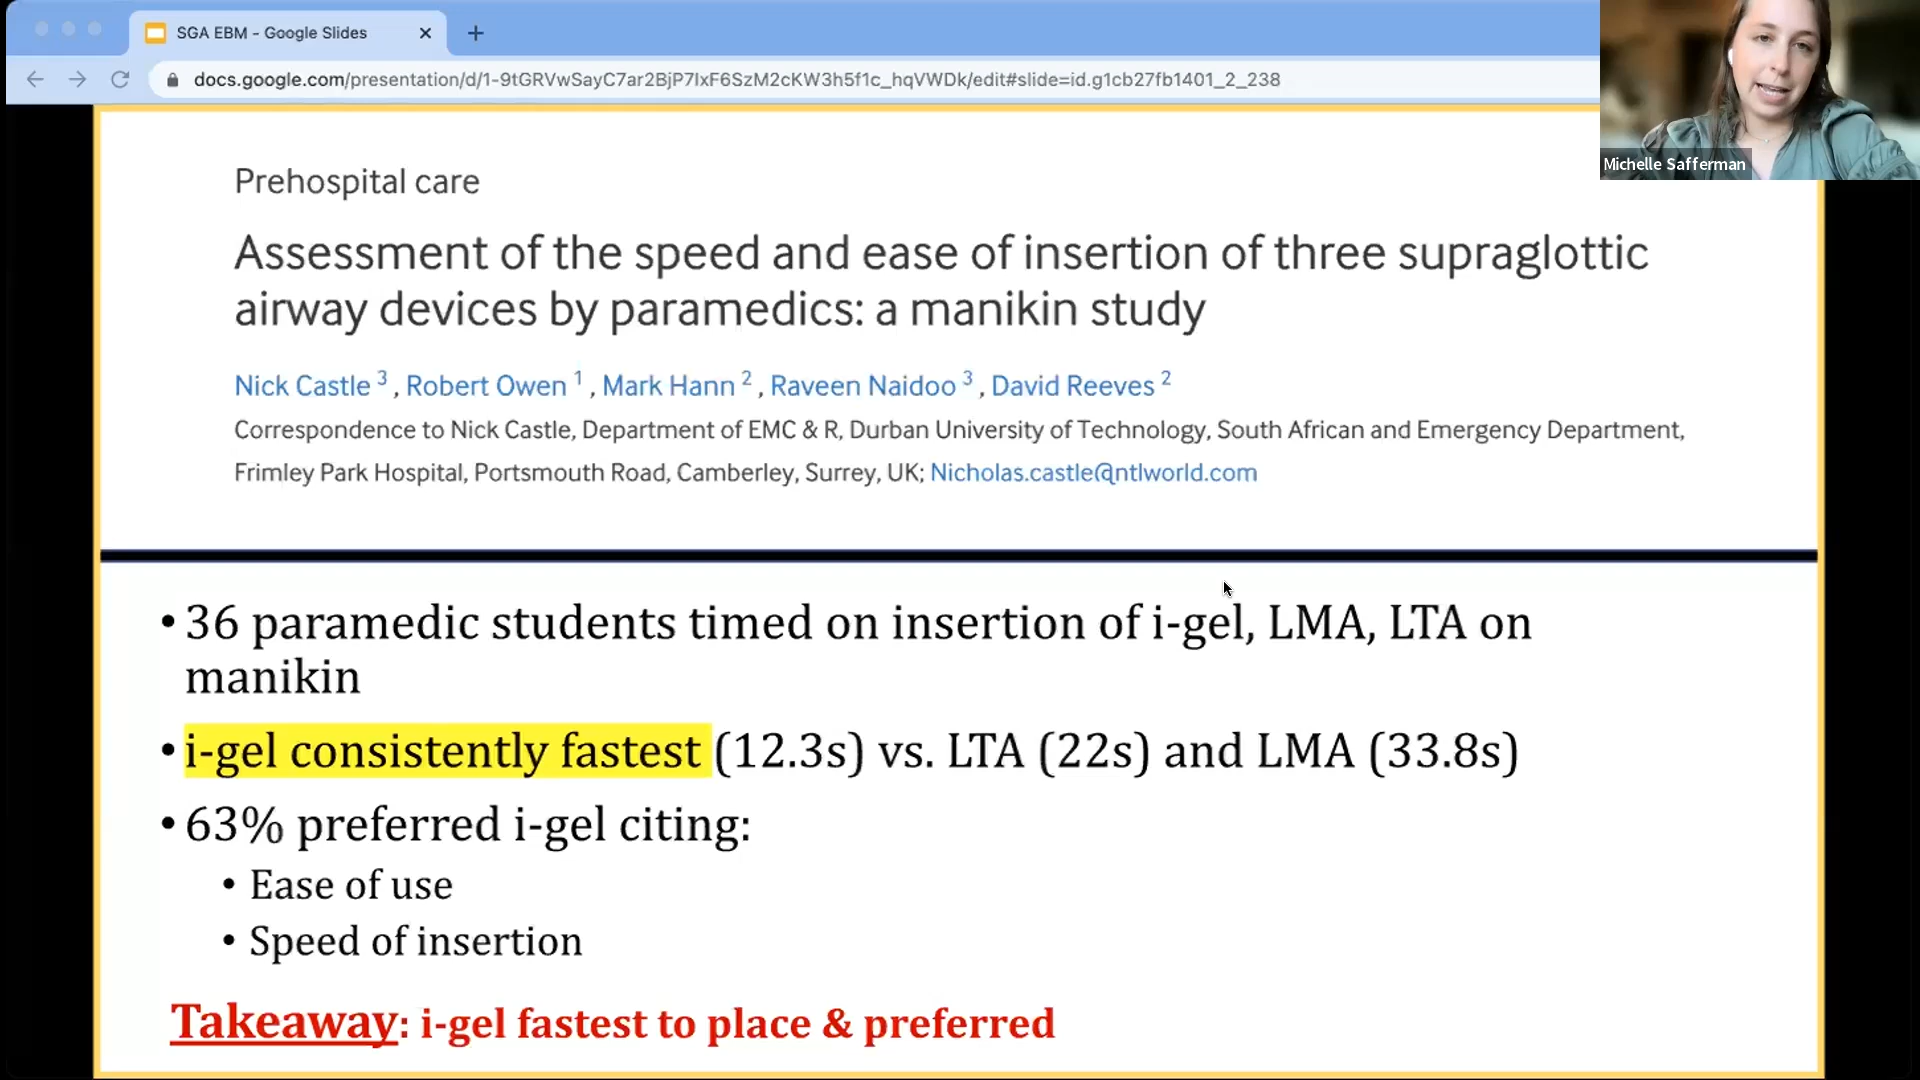 SGA EBM - Google Slides
docs.google.com/presentation/d/1-9tGRVwSayC7ar2BjP7IxF6SzM2cKW3h5f1c_hqVWDk/edit#slide=id.g1cb27fb1401_2_238
Michelle Safferman
Prehospital care
Assessment of the speed and ease of insertion of three supraglottic
airway devices by paramedics: a manikin study
Nick Castle 3 , Robert Owen 1 , Mark Hann 2 , Raveen Naidoo 3 , David Reeves 2
Correspondence to Nick Castle, Department of EMC & R, Durban University of Technology, South African and Emergency Department,
Frimley Park Hospital, Portsmouth Road, Camberley, Surrey, UK; Nicholas.castle@ntlworld.com
• 36 paramedic students timed on insertion of i-gel, LMA, LTA on
manikin
• i-gel consistently fastest (12.3s) vs. LTA (22s) and LMA (33.8s)
• 63% preferred i-gel citing:
• Ease of use
• Speed of insertion
Takeaway: i-gel fastest to place & preferred